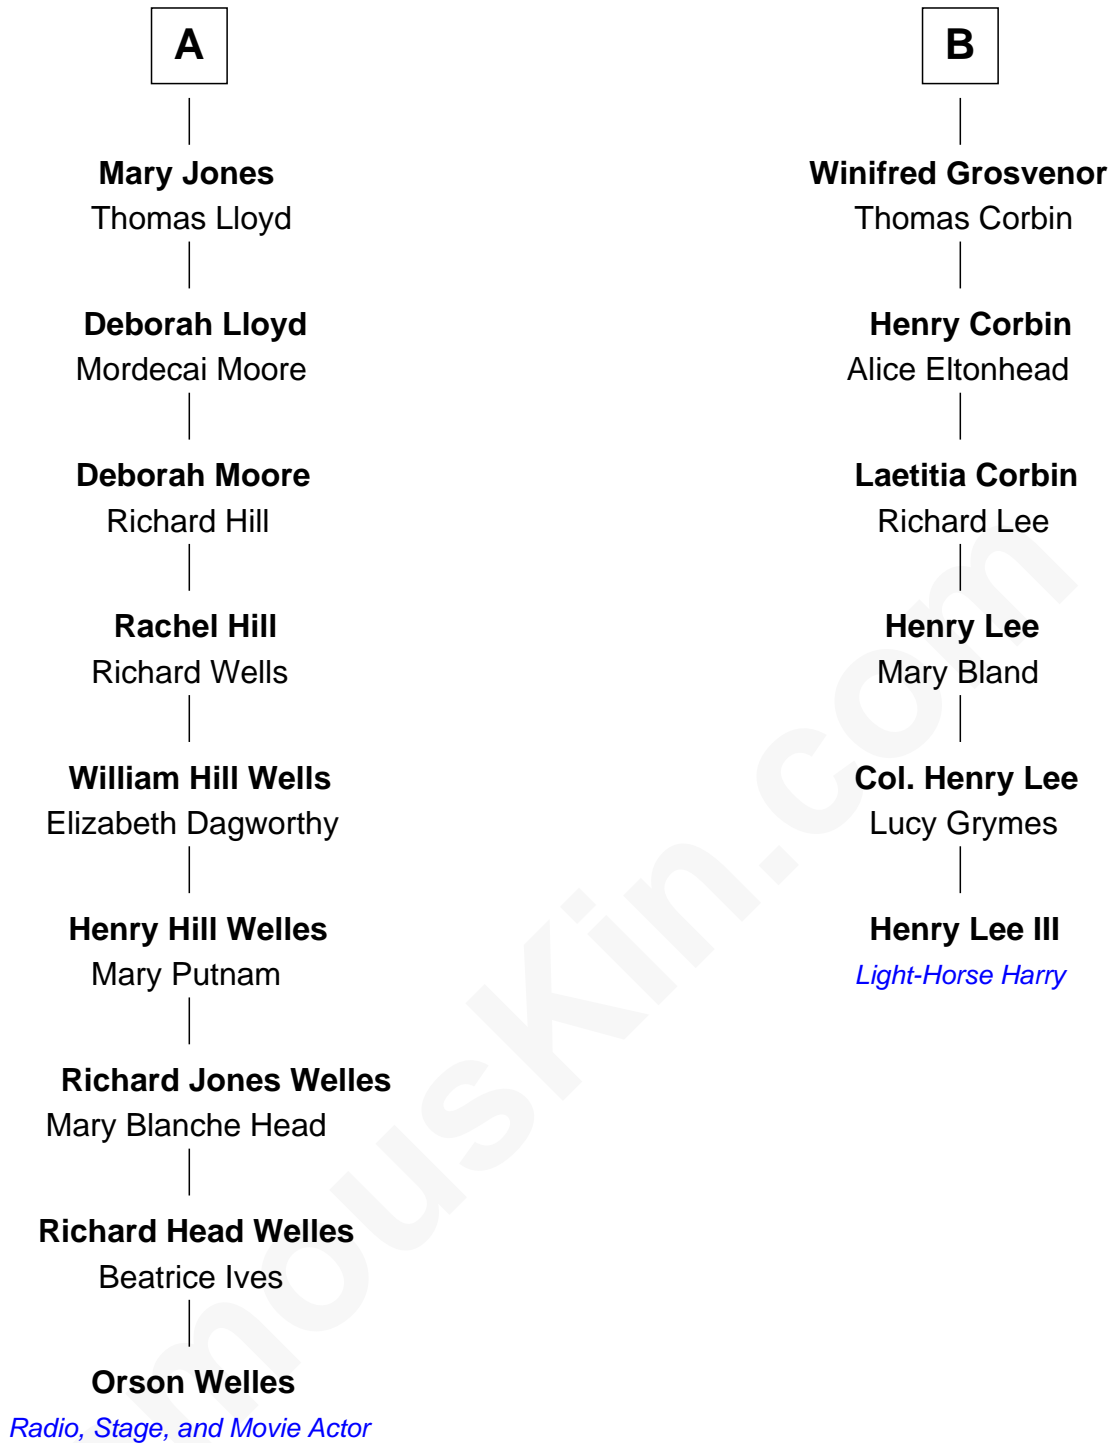 A
Mary Jones
Thomas Lloyd
Deborah Lloyd
Mordecai Moore
Deborah Moore
Richard Hill
Rachel Hill
Richard Wells
William Hill Wells
Elizabeth Dagworthy
Henry Hill Welles
Mary Putnam
Richard Jones Welles
Mary Blanche Head
Richard Head Welles
Beatrice Ives
Orson Welles
Radio, Stage, and Movie Actor
B
Winifred Grosvenor
Thomas Corbin
Henry Corbin
Alice Eltonhead
Laetitia Corbin
Richard Lee
Henry Lee
Mary Bland
Col. Henry Lee
Lucy Grymes
Henry Lee III
Light-Horse Harry
mousKin.com